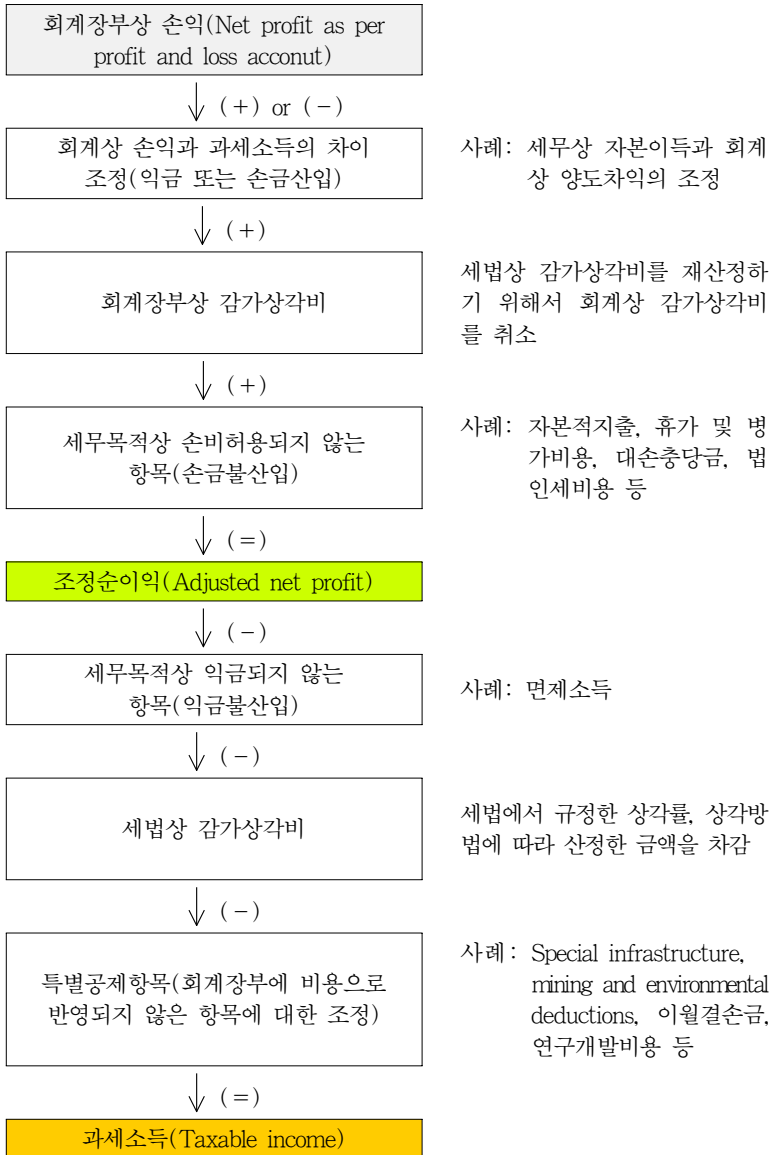 회계장부상 손익(Net profit as per
profit and loss acconut)
(+) or (-)
회계상 손익과 과세소득의 차이
조정(익금 또는 손금산입)
사례: 세무상 자본이득과 회계
상 양도차익의 조정
(+)
회계장부상 감가상각비
세법상 감가상각비를 재산정하
기 위해서 회계상 감가상각비
를 취소
(+)
세무목적상 손비허용되지 않는
항목(손금불산입)
사례: 자본적지출, 휴가 및 병
가비용, 대손충당금, 법
인세비용 등
(=)
조정순이익(Adjusted net profit)
(-)
세무목적상 익금되지 않는
항목(익금불산입)
사례: 면제소득
(-)
세법상 감가상각비
세법에서 규정한 상각률, 상각방
법에 따라 산정한 금액을 차감
(-)
특별공제항목(회계장부에 비용으로
반영되지 않은 항목에 대한 조정)
사례: Special infrastructure,
mining and environmental
deductions, 이월결손금,
연구개발비용 등
(=)
과세소득(Taxable income)